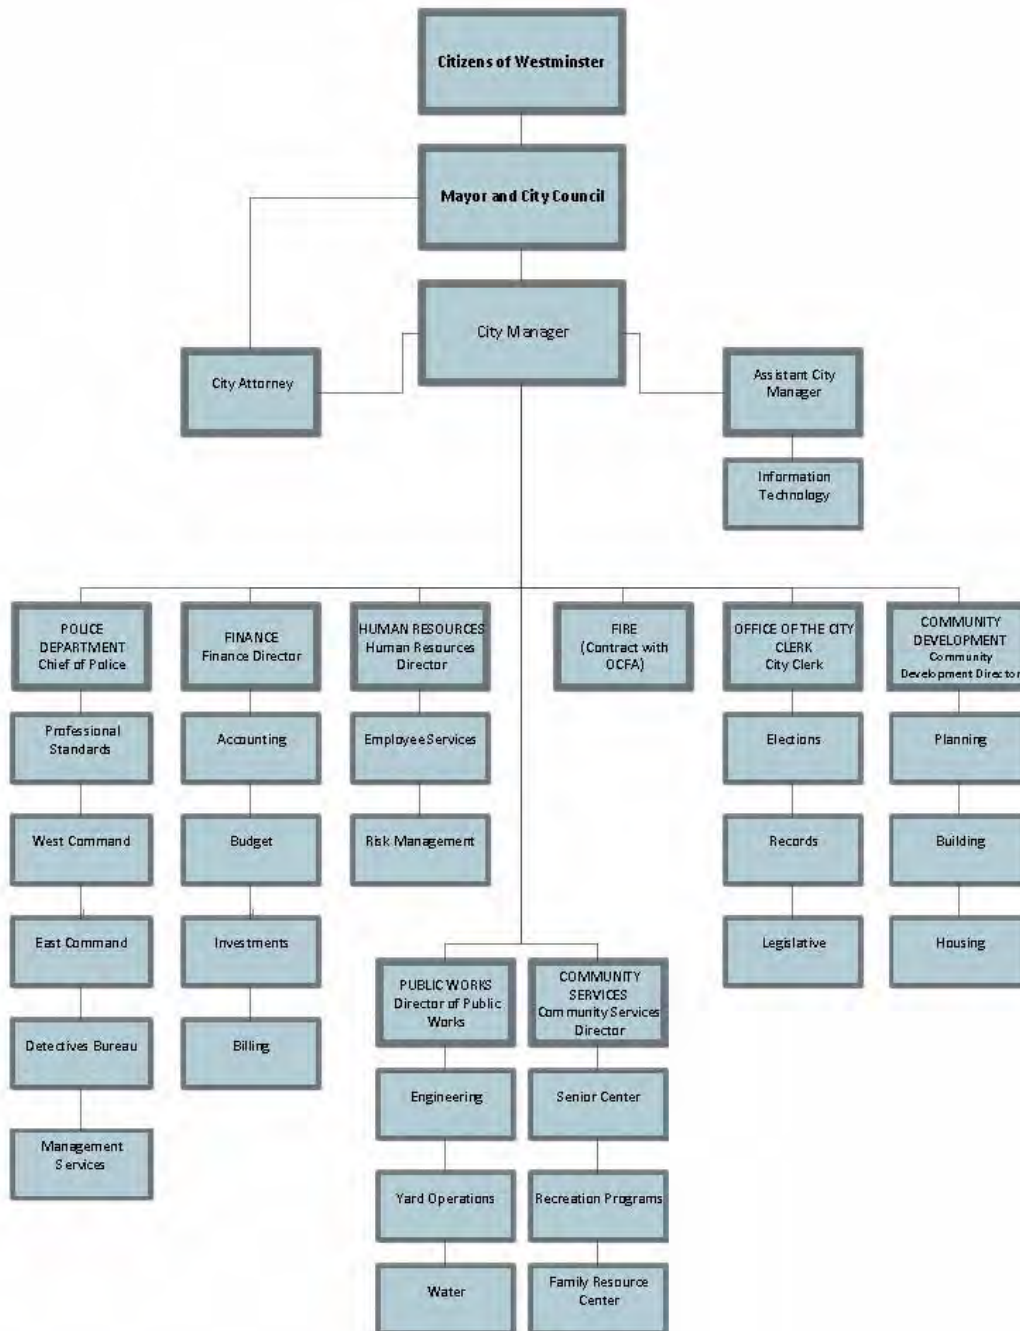 Citizens of Westminster
Mayor and City Council
City Manager
City Attorney
Assistant City
Manager
Information
Technology
POLICE
DEPARTMENT
Chief of Police
FINANCE
Finance Director
HUMAN RESOURCES
Human Resources
Director
FIRE
(Contract with
OCFA)
OFFICE OF THE CITY
CLERK
City Clerk
COMMUNITY
DEVELOPMENT
Community
Development Director
Professional
Standards
Accounting
Employee Services
Elections
Planning
West Command
Budget
Risk Management
Records
Building
East Command
Investments
Legislative
Housing
PUBLIC WORKS
Director of Public
Works
COMMUNITY
SERVICES
Community Services
Director
Detectives Bureau
Billing
Engineering
Senior Center
Management
Services
Yard Operations
Recreation Programs
Water
Family Resource
Center